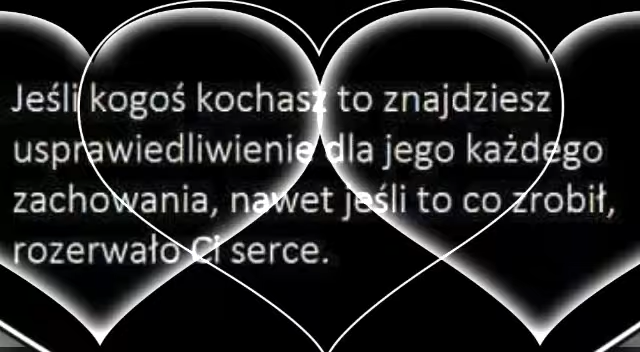 Jeśli kogoś kochasz to znajdziesz
usprawiedliwienie dla jego każdego
zachowania, nawet jeśli to co zrobił,
rozerwało Ci serce.